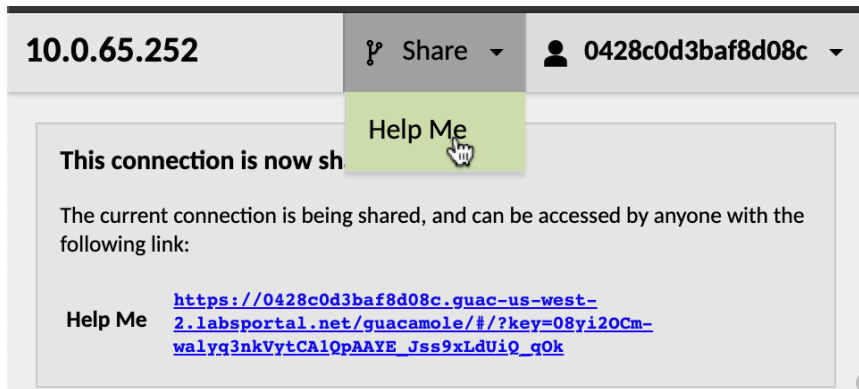 10.0.65.252 Share 0428c0d3baf8d08c
Help Me
This connection is now sh
The current connection is being shared, and can be accessed by anyone with the
following link:
Help Me
https://0428c0d3baf8d08c.guac-us-west-
2.labsportal.net/guacamole/#/?key=08yi2OCm-
walyq3nkVytCA1QpAAYE_Jss9xLdUiQ_qOk